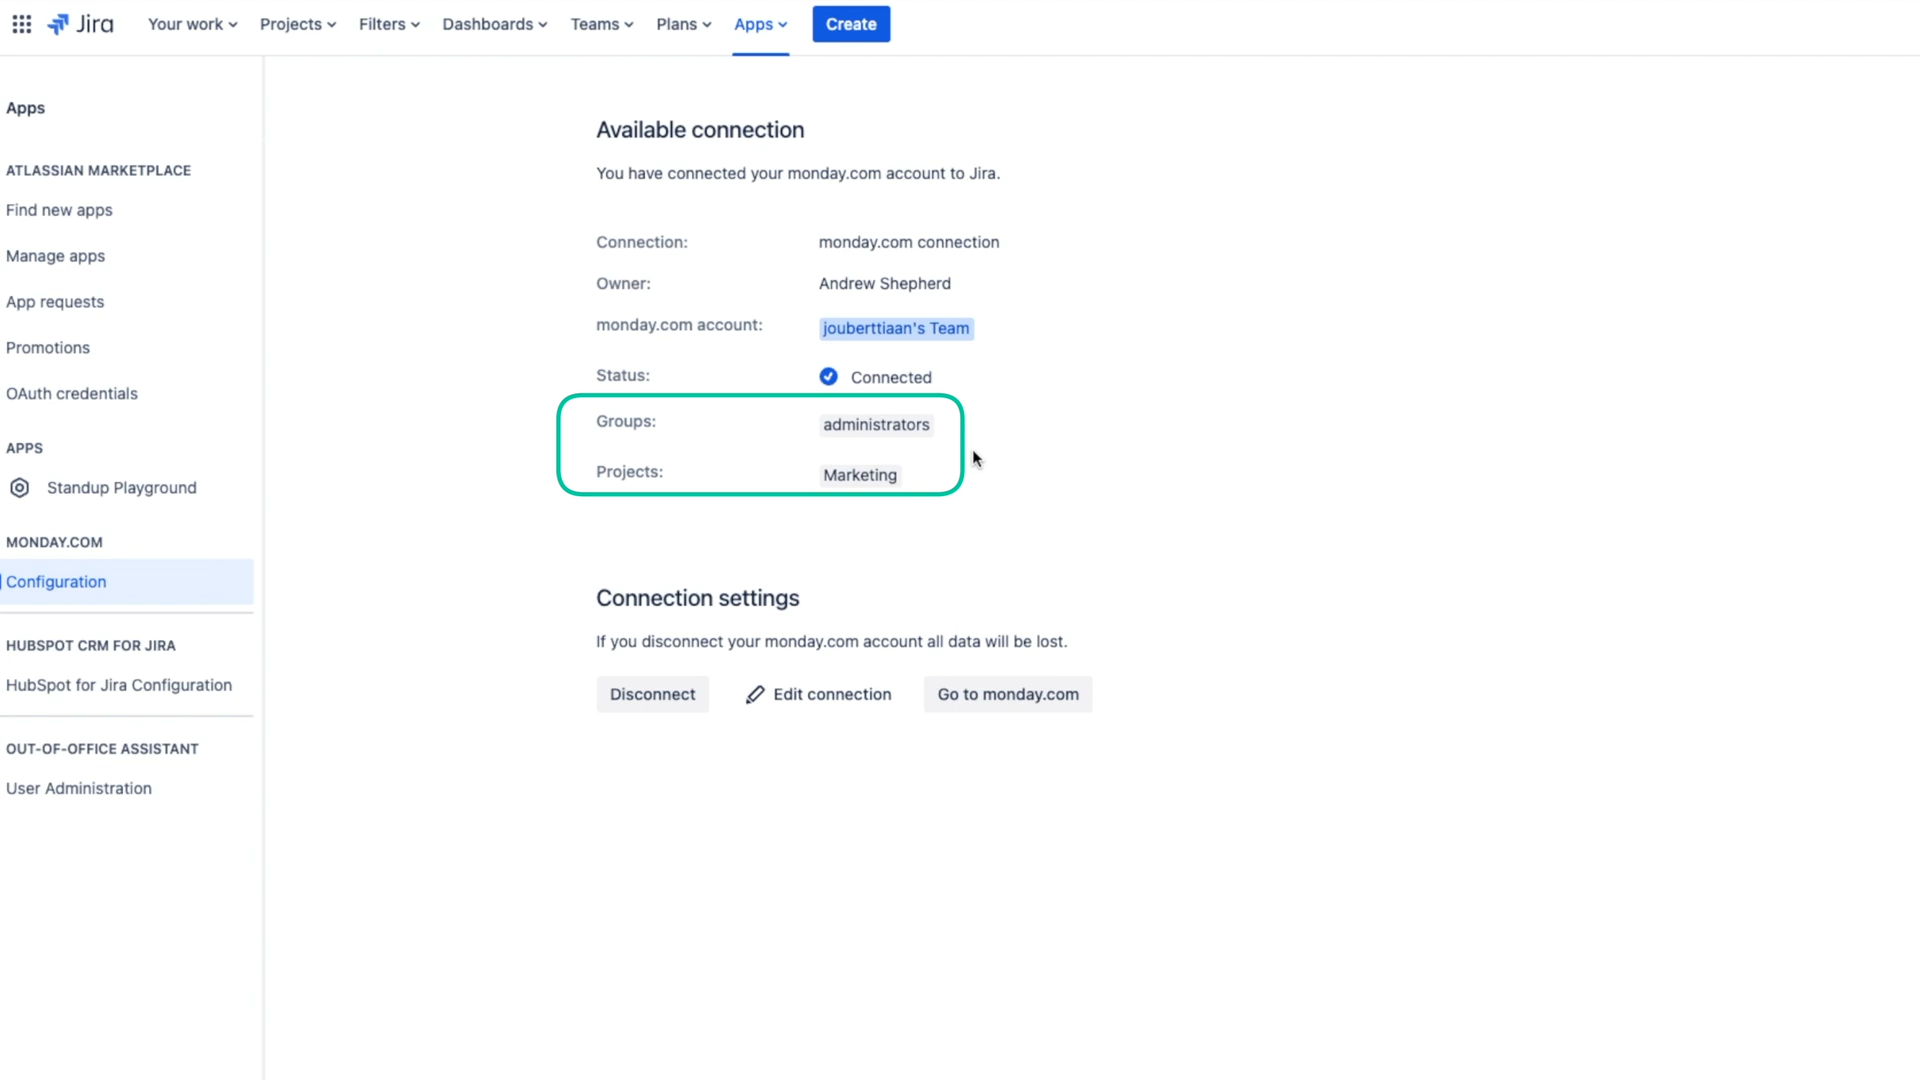 Jira Your work Projects Filters Dashboards Teams Plans Apps Create
Apps
ATLASSIAN MARKETPLACE
Find new apps
Manage apps
App requests
Promotions
OAuth credentials
APPS
Standup Playground
MONDAY.COM
Configuration
HUBSPOT CRM FOR JIRA
HubSpot for Jira Configuration
OUT-OF-OFFICE ASSISTANT
User Administration
Available connection
You have connected your monday.com account to Jira.
Connection: monday.com connection
Owner: Andrew Shepherd
monday.com account: jouberttiaan's Team
Status: Connected
Groups: administrators
Projects: Marketing
Connection settings
If you disconnect your monday.com account all data will be lost.
Disconnect Edit connection Go to monday.com